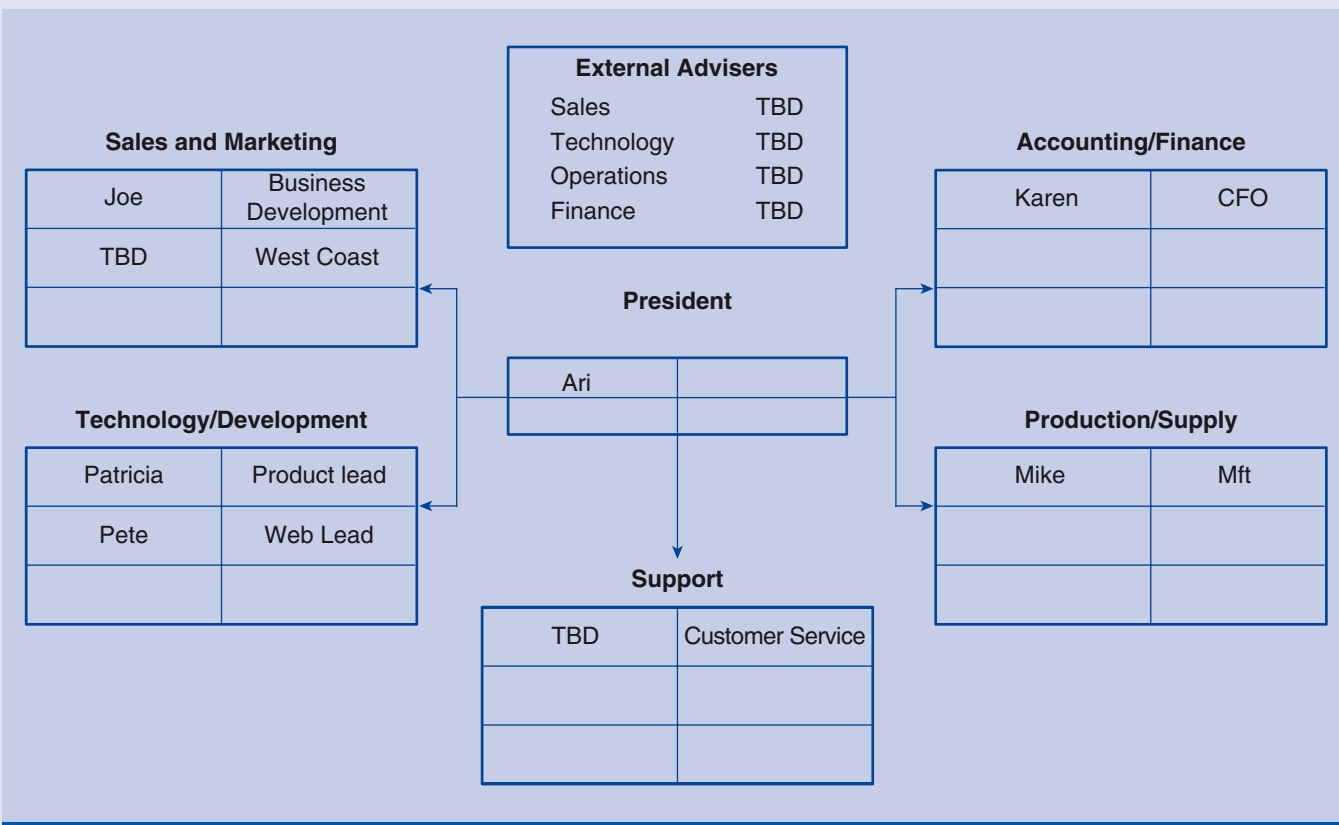 External Advisers
Sales TBD
Technology TBD
Operations TBD
Finance TBD
Sales and Marketing
Joe Business
Development
TBD West Coast
Accounting/Finance
Karen CFO
President
Ari
Technology/Development
Patricia Product lead
Pete Web Lead
Production/Supply
Mike Mft
Support
TBD Customer Service